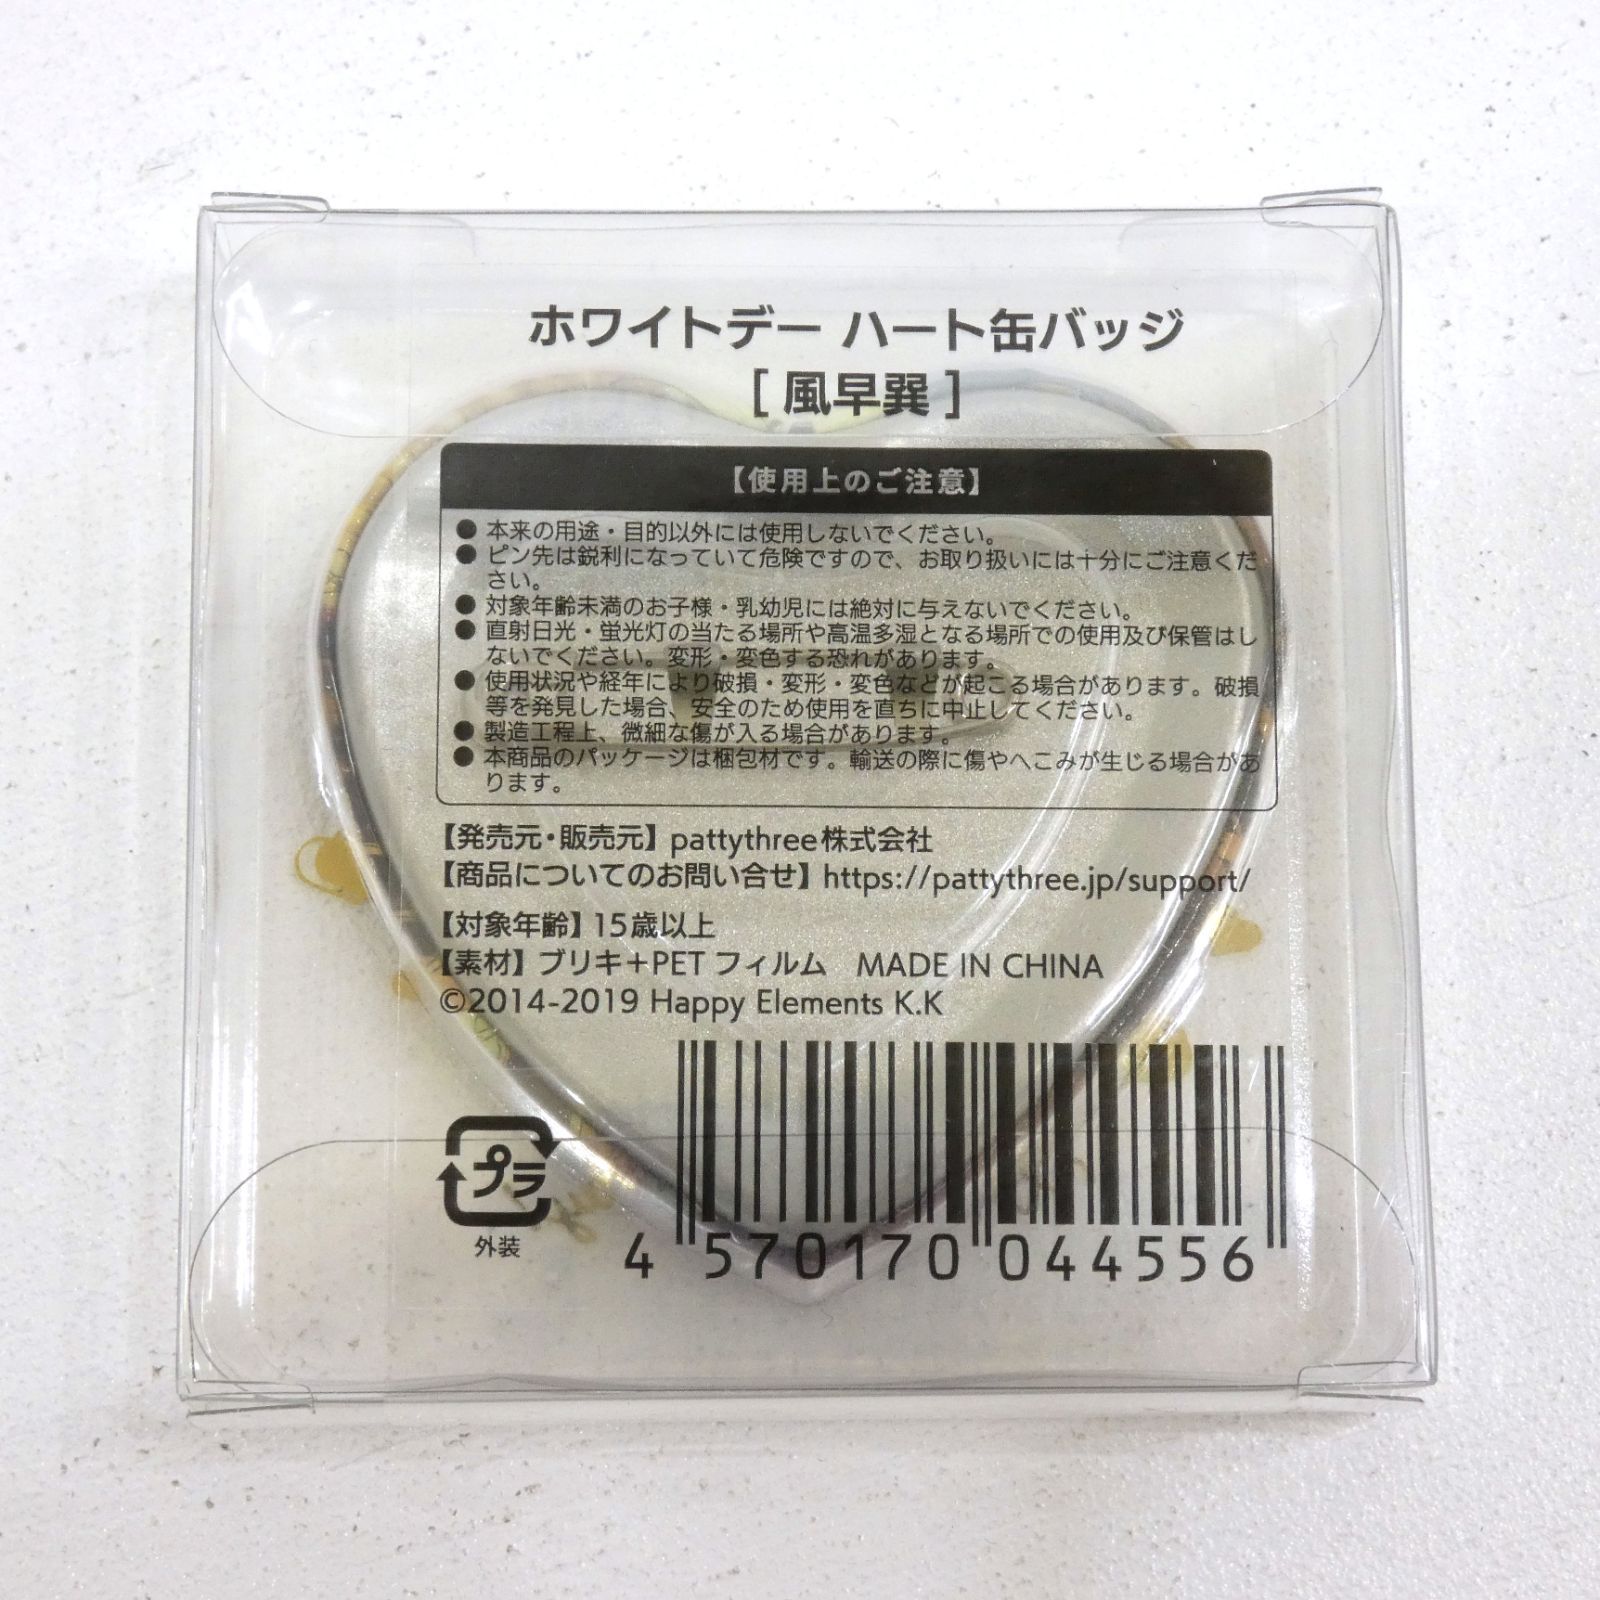 ホワイトデー ハート缶バッジ
[ 風早巽 ]
【使用上のご注意】
● 本来の用途・目的以外には使用しないでください。
● ピン先は鋭利になっていて危険ですので、お取り扱いには十分にご注意くだ
さい。
● 対象年齢未満のお子様・乳幼児には絶対に与えないでください。
● 直射日光・蛍光灯の当たる場所や高温多湿となる場所での使用及び保管はし
ないでください。変形・変色する恐れがあります。
● 使用状況や経年により破損・変形・変色などが起こる場合があります。破損
等を発見した場合、安全のため使用を直ちに中止してください。
● 製造工程上、微細な傷が入る場合があります。
● 本商品のパッケージは梱包材です。輸送の際に傷やへこみが生じる場合があ
ります。
【発売元・販売元】pattythree株式会社
【商品についてのお問い合せ】https://pattythree.jp/support/
【対象年齢】15歳以上
【素材】ブリキ+PET フィルム MADE IN CHINA
©2014-2019 Happy Elements K.K
プラ
外装
4 570170 044556